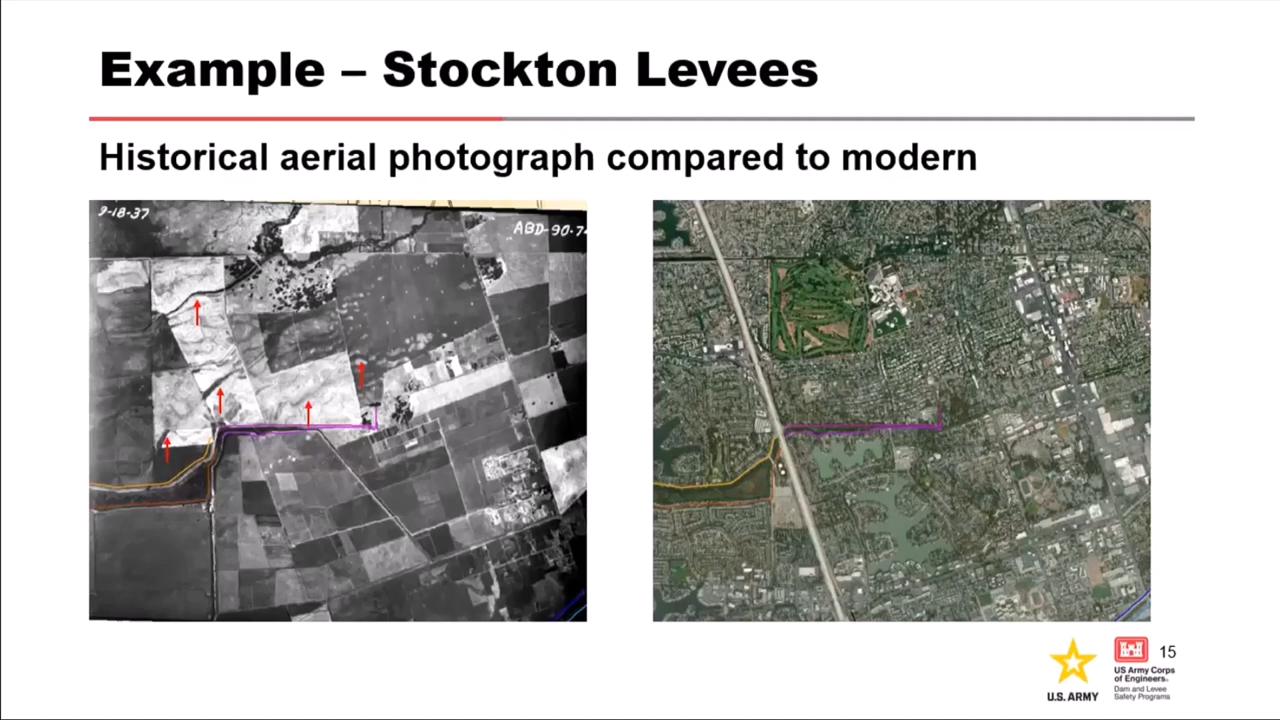 Example – Stockton Levees
Historical aerial photograph compared to modern
9-18-37
ABD-90-74
15
U.S. ARMY
US Army Corps
of Engineers®
Dam and Levee
Safety Programs